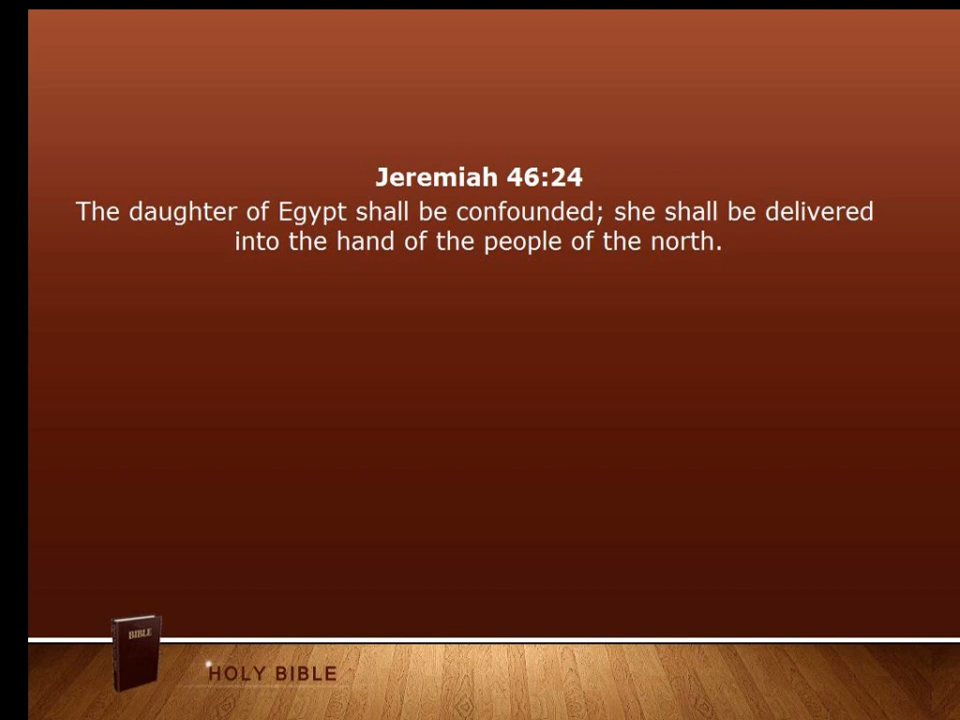 Jeremiah 46:24
The daughter of Egypt shall be confounded; she shall be delivered
into the hand of the people of the north.
BIBLE
HOLY BIBLE